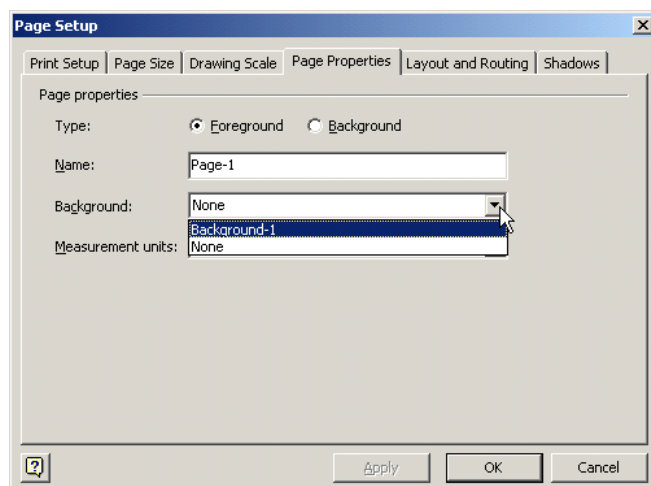 Page Setup
Print Setup Page Size Drawing Scale Page Properties Layout and Routing Shadows
Page properties
Type: Foreground Background
Name: Page-1
Background: None
Background-1
Measurement units: None
Apply OK Cancel